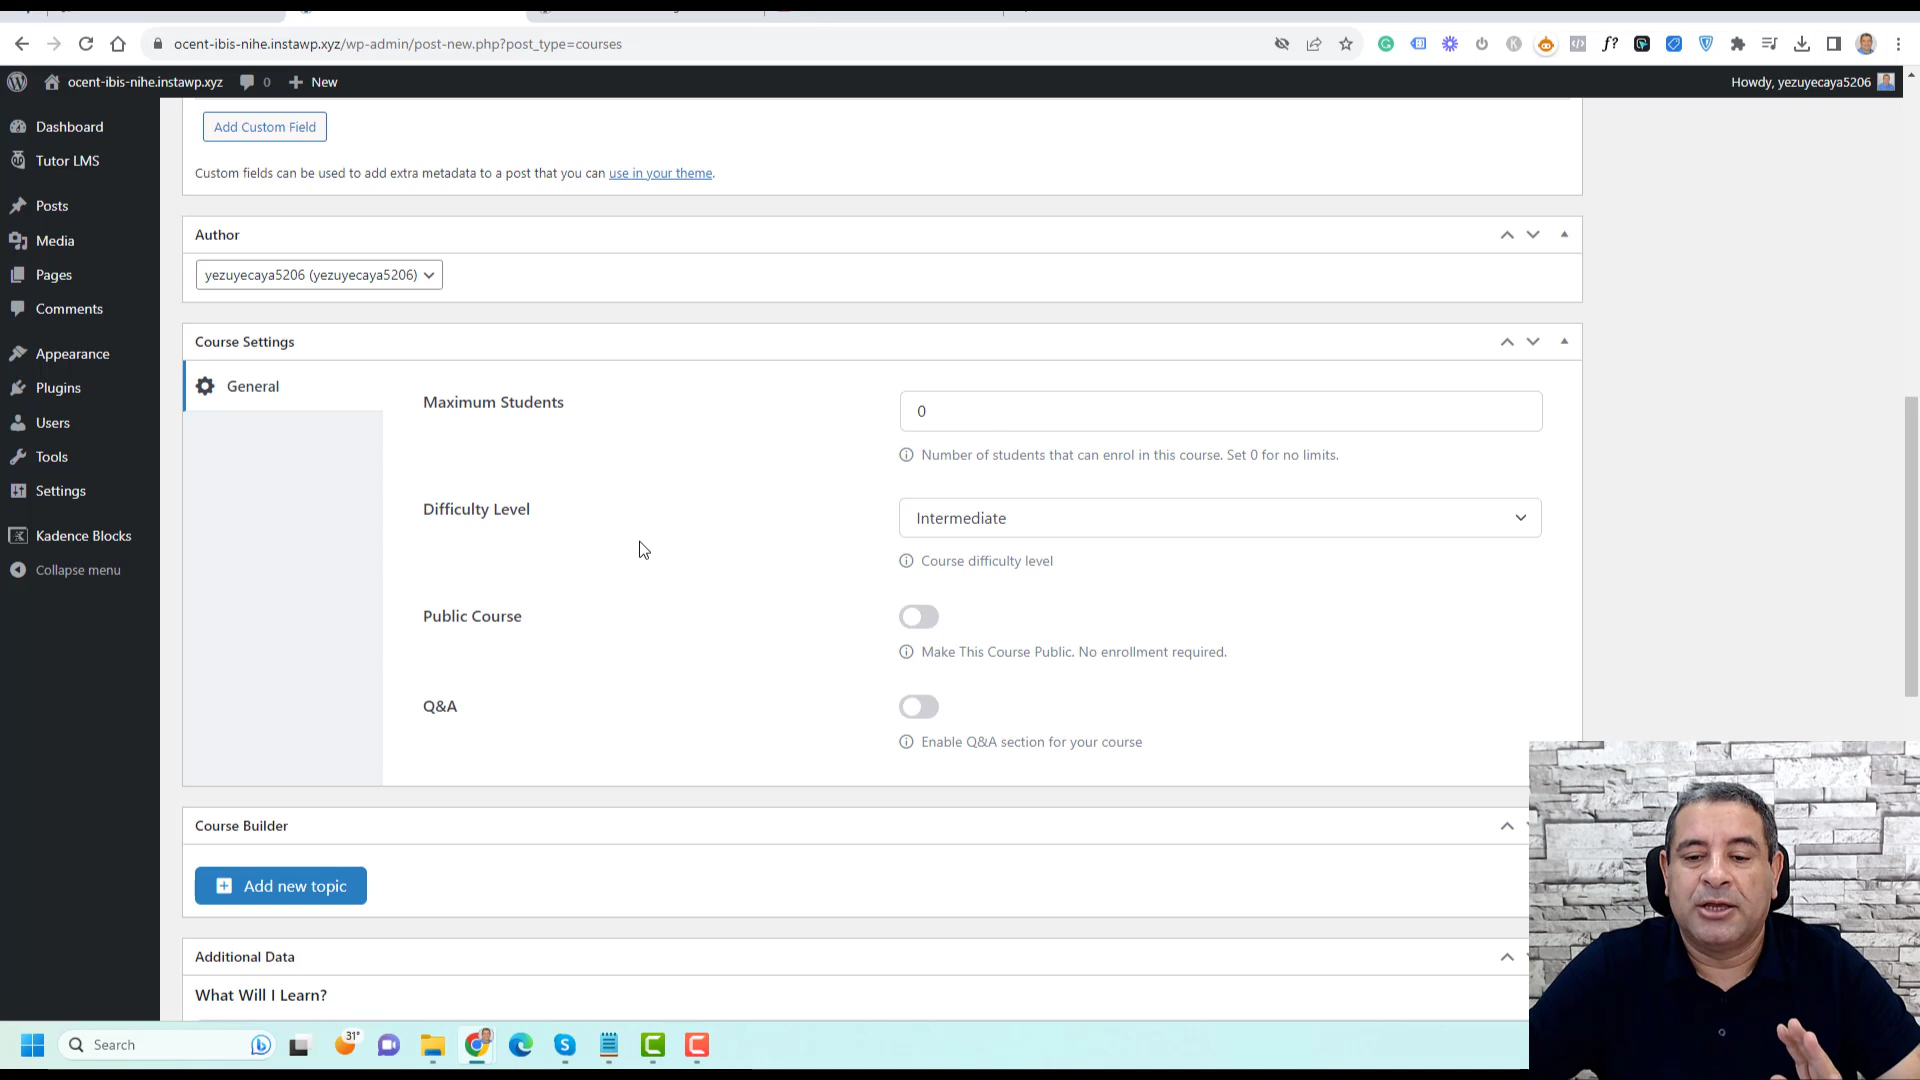 ocent-ibis-nihe.instawp.xyz/wp-admin/post-new.php?post_type=courses
ocent-ibis-nihe.instawp.xyz
0
New
Howdy, yezuyecaya5206
Dashboard
Tutor LMS
Posts
Media
Pages
Comments
Appearance
Plugins
Users
Tools
Settings
Kadence Blocks
Collapse menu
Add Custom Field
Custom fields can be used to add extra metadata to a post that you can use in your theme.
Author
yezuyecaya5206 (yezuyecaya5206)
Course Settings
General
Maximum Students
0
Number of students that can enrol in this course. Set 0 for no limits.
Difficulty Level
Intermediate
Course difficulty level
Public Course
Make This Course Public. No enrollment required.
Q&A
Enable Q&A section for your course
Course Builder
Add new topic
Additional Data
What Will I Learn?
Search
31°